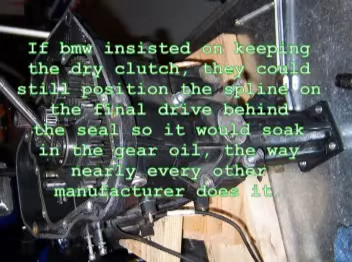 If bmw insisted on keeping
the dry clutch, they could
still position the spline on
the final drive behind
the seal so it would soak
in the gear oil, the way
nearly every other
manufacturer does it